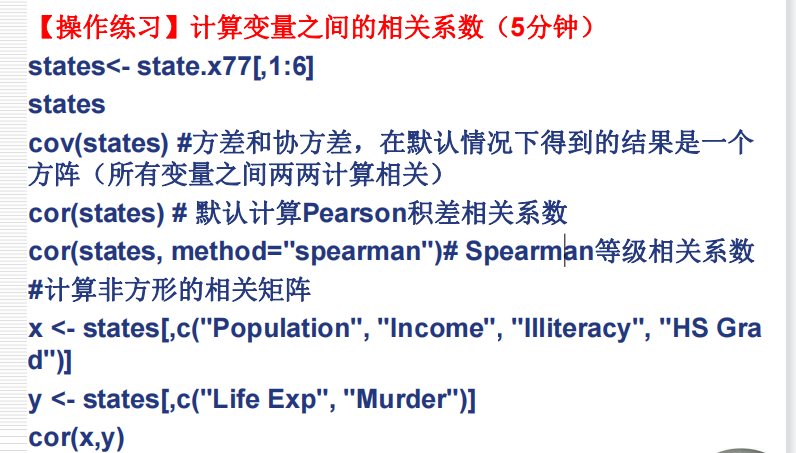 【操作练习】计算变量之间的相关系数（5分钟）
states<- state.x77[,1:6]
states
cov(states) #方差和协方差，在默认情况下得到的结果是一个
方阵（所有变量之间两两计算相关）
cor(states) # 默认计算Pearson积差相关系数
cor(states, method="spearman")# Spearman等级相关系数
#计算非方形的相关矩阵
x <- states[,c("Population", "Income", "Illiteracy", "HS Gra
d")]
y <- states[,c("Life Exp", "Murder")]
cor(x,y)